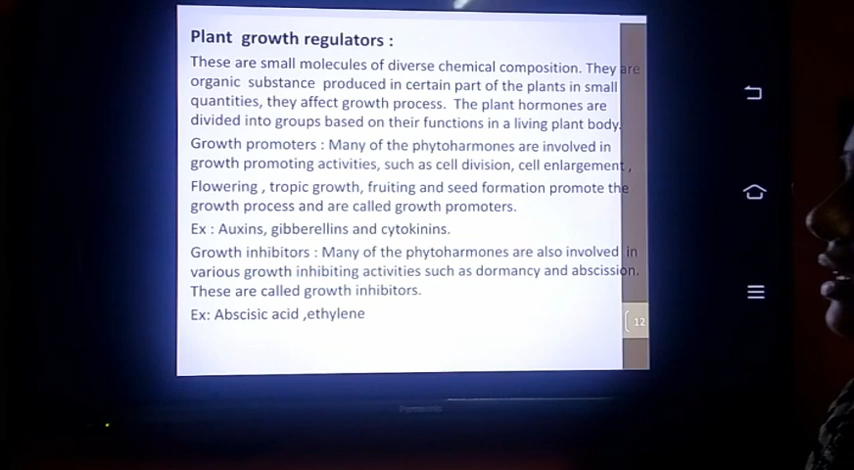 Plant growth regulators :
These are small molecules of diverse chemical composition. They are
organic substance produced in certain part of the plants in small
quantities, they affect growth process. The plant hormones are
divided into groups based on their functions in a living plant body.
Growth promoters : Many of the phytoharmones are involved in
growth promoting activities, such as cell division, cell enlargement ,
Flowering , tropic growth, fruiting and seed formation promote the
growth process and are called growth promoters.
Ex : Auxins, gibberellins and cytokinins.
Growth inhibitors : Many of the phytoharmones are also involved in
various growth inhibiting activities such as dormancy and abscission.
These are called growth inhibitors.
Ex: Abscisic acid ,ethylene
12
Panasonic